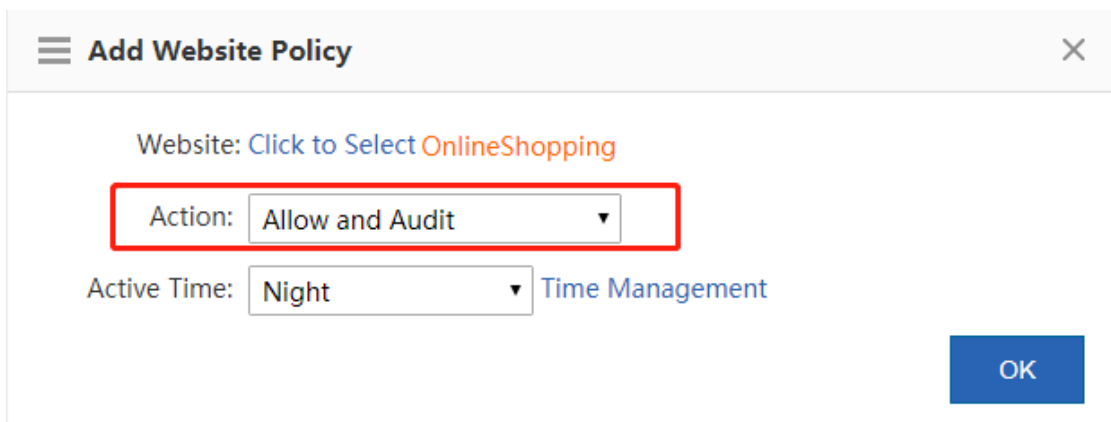 Add Website Policy
Website: Click to Select OnlineShopping
Action: Allow and Audit
Active Time: Night Time Management
OK